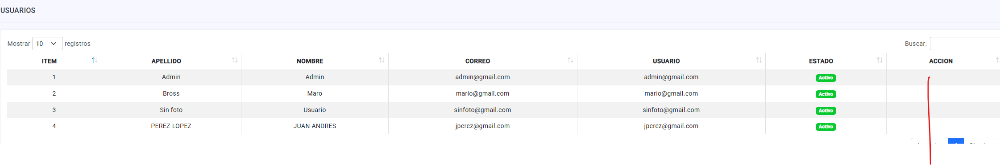 USUARIOS
Mostrar 10 registros Buscar:
ITEM APELLIDO NOMBRE CORREO USUARIO ESTADO ACCION
1 Admin Admin admin@gmail.com admin@gmail.com Activo
2 Bross Maro mario@gmail.com mario@gmail.com Activo
3 Sin foto Usuario sinfoto@gmail.com sinfoto@gmail.com Activo
4 PEREZ LOPEZ JUAN ANDRES jperez@gmail.com jperez@gmail.com Activo